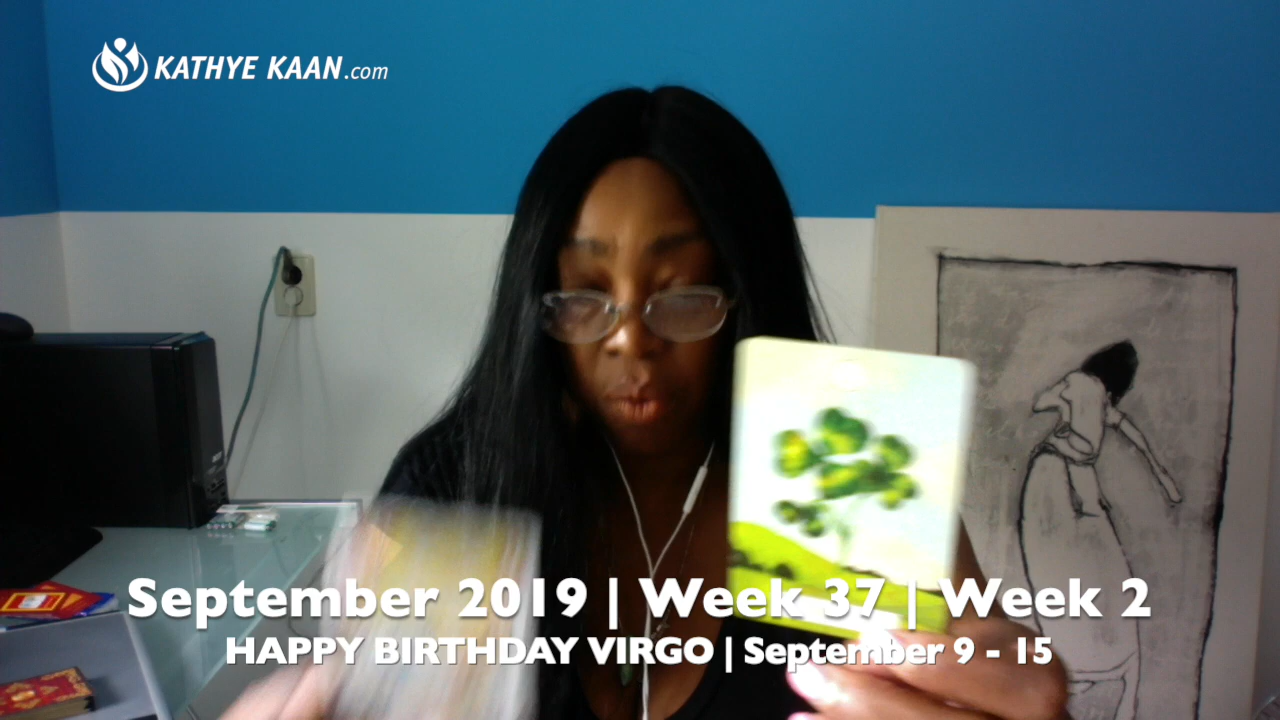 KATHYE KAAN.com
September 2019 | Week 37 | Week 2
HAPPY BIRTHDAY VIRGO | September 9 - 15